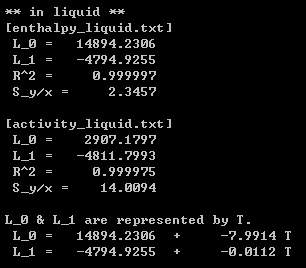 ** in liquid **
[enthalpy_liquid.txt]
L_0 = 14894.2306
L_1 = -4794.9255
R^2 = 0.999997
S_y/x = 2.3457
[activity_liquid.txt]
L_0 = 2907.1797
L_1 = -4811.7993
R^2 = 0.999975
S_y/x = 14.0094
L_0 & L_1 are represented by T.
L_0 = 14894.2306 + -7.9914 T
L_1 = -4794.9255 + -0.0112 T